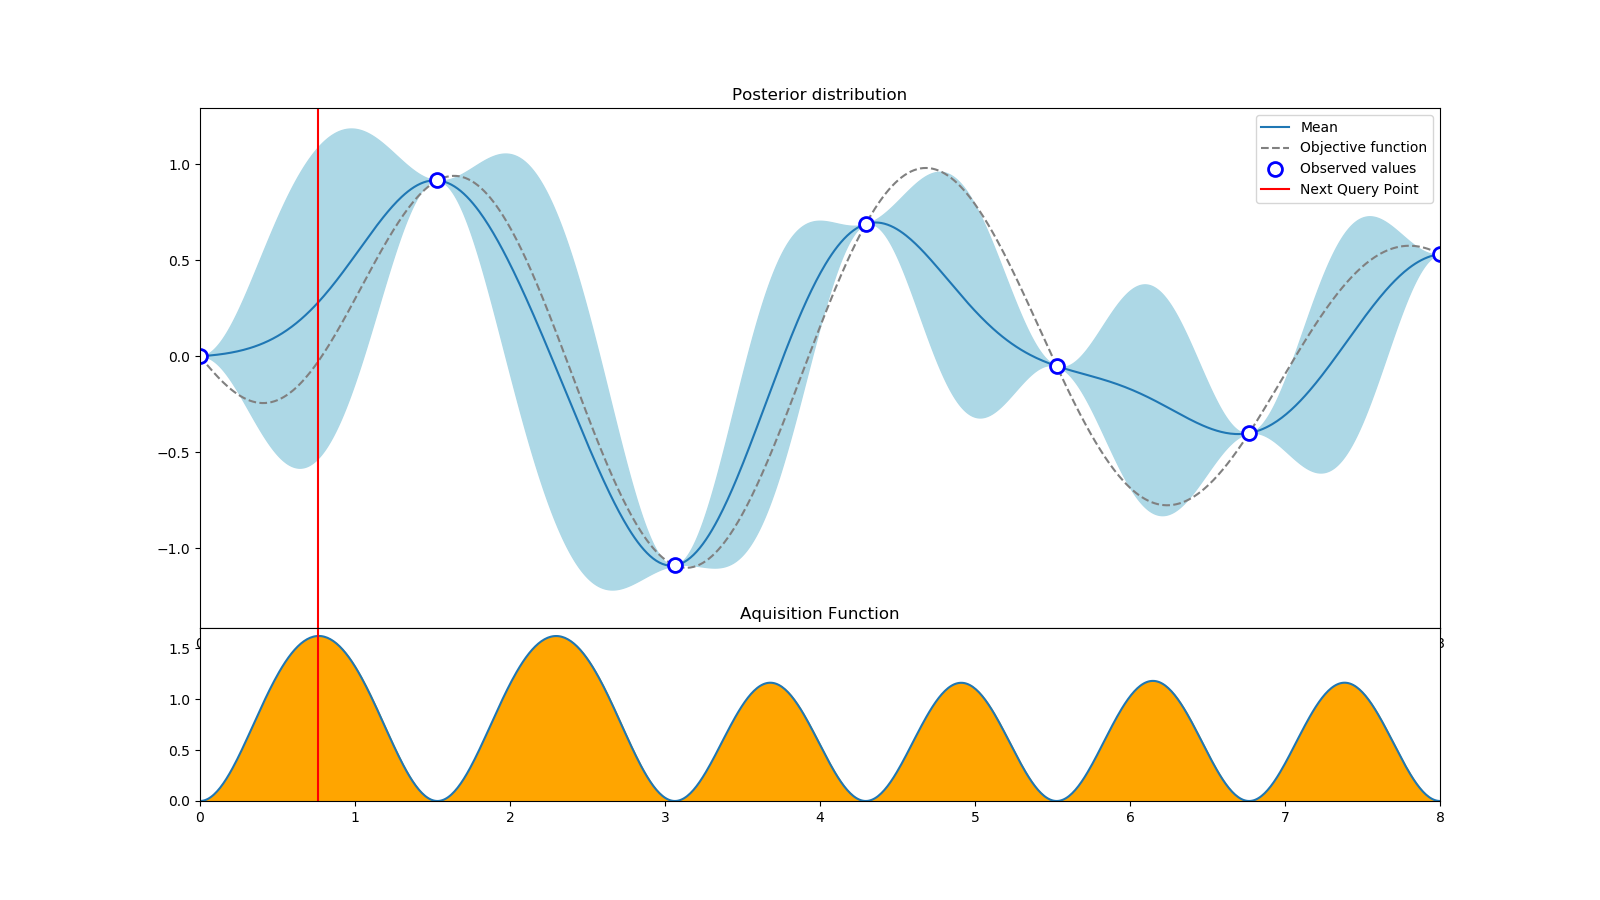 Posterior distribution
1.0
0.5
0.0
−0.5
−1.0
Mean
Objective function
Observed values
Next Query Point
Aquisition Function
1.5
1.0
0.5
0.0
0 1 2 3 4 5 6 7 8